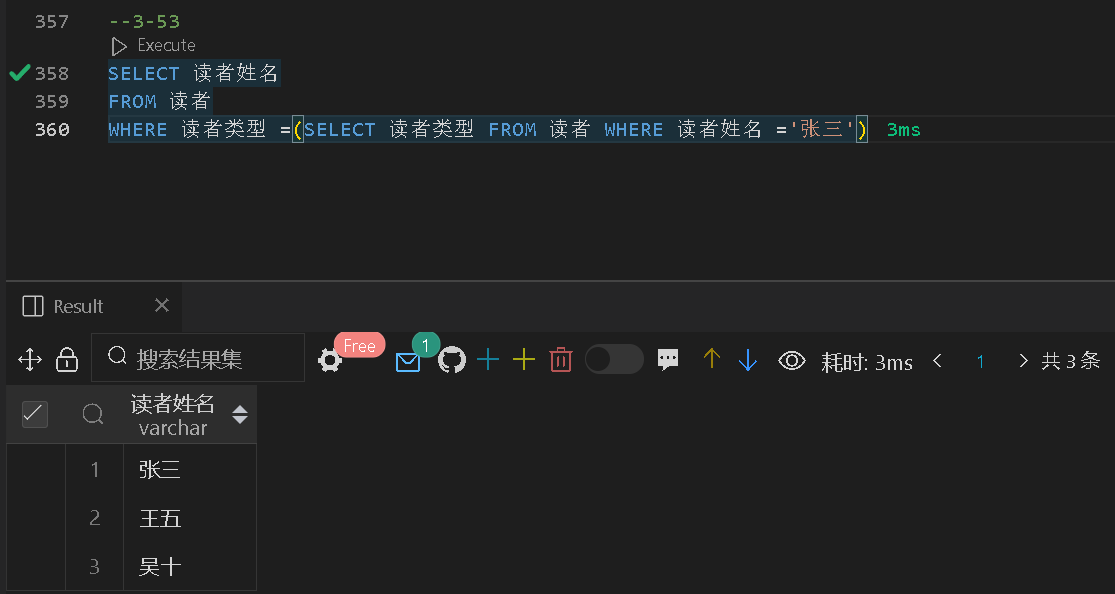 357 --3-53
Execute
358 SELECT 读者姓名
359 FROM 读者
360 WHERE 读者类型 =(SELECT 读者类型 FROM 读者 WHERE 读者姓名 ='张三') 3ms
Result
搜索结果集 Free 1 耗时: 3ms 1 共 3 条
读者姓名
varchar
1 张三
2 王五
3 吴十